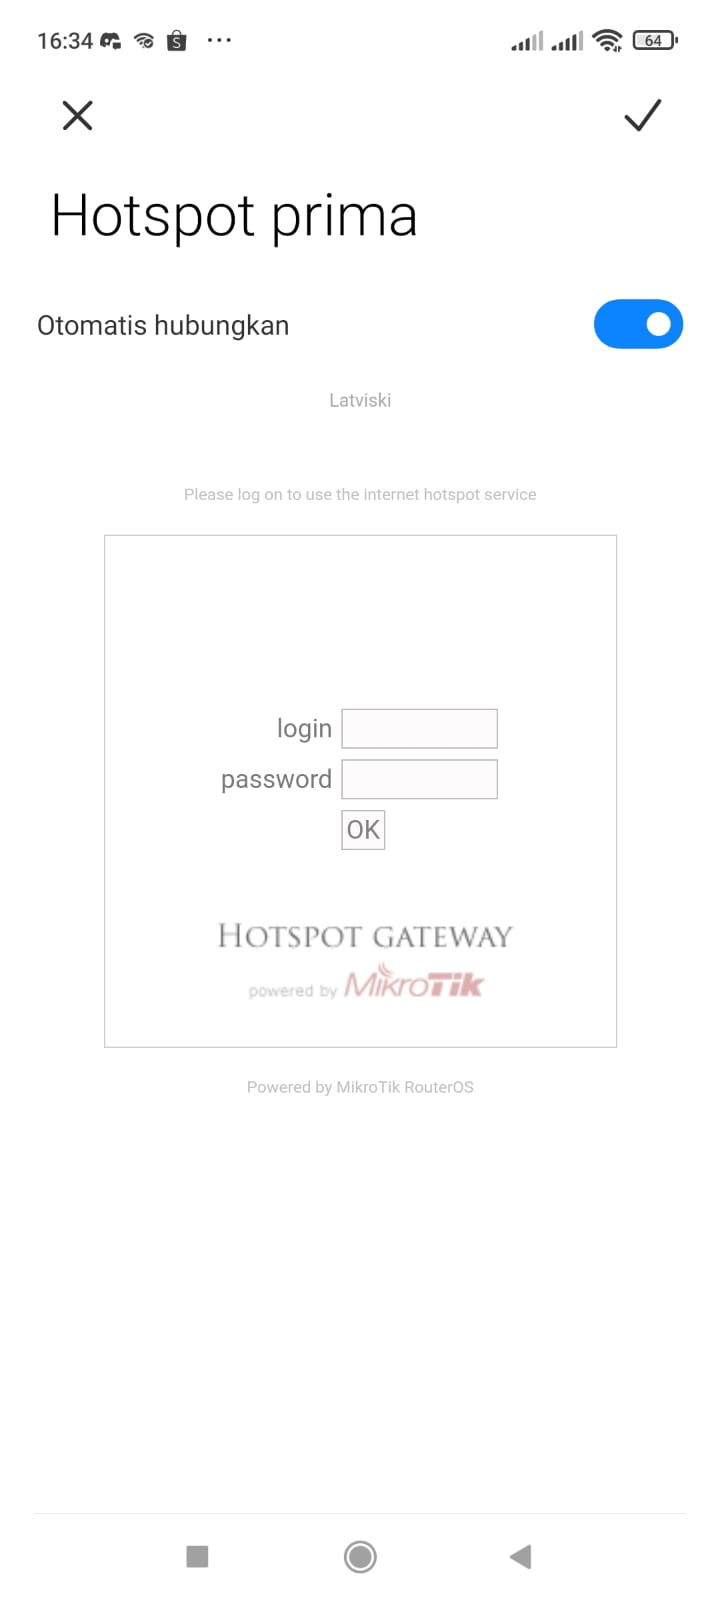 16:34
64
Hotspot prima
Otomatis hubungkan
Latviski
Please log on to use the internet hotspot service
login
password
OK
HOTSPOT GATEWAY
powered by MikroTik
Powered by MikroTik RouterOS